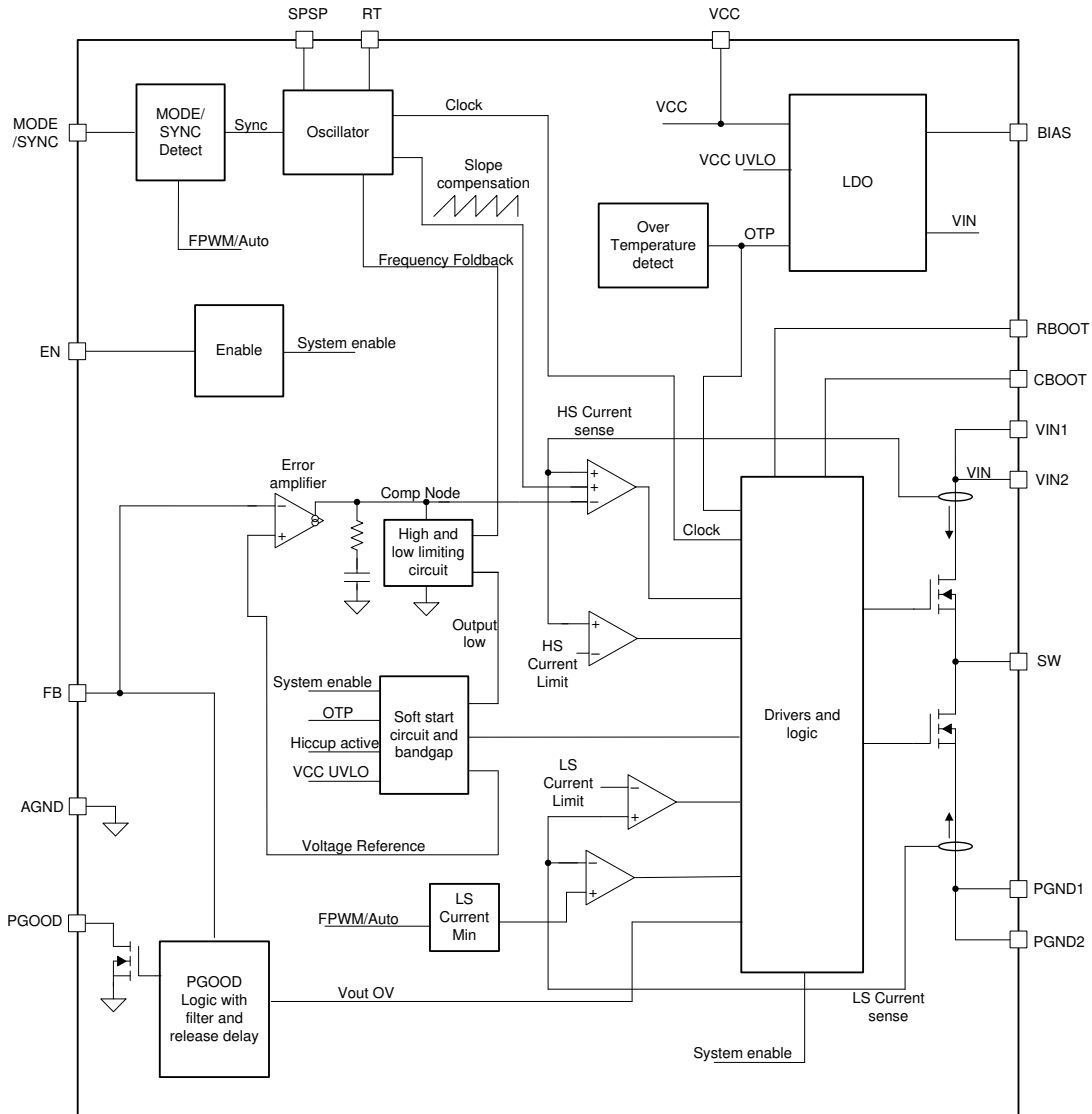 SPSP
RT
VCC
MODE
/SYNC
MODE/
SYNC
Detect
Sync
Oscillator
Clock
VCC
VCC UVLO
LDO
BIAS
Slope
compensation
VIN
Over
Temperature
detect
OTP
FPWM/Auto
Frequency Foldback
RBOOT
EN
Enable
System enable
CBOOT
HS Current
sense
VIN1
VIN
VIN2
Error
amplifier
Comp Node
+
+
−
−
+
High and
low limiting
circuit
Clock
Output
low
+
−
HS
Current
Limit
SW
FB
System enable
OTP
Hiccup active
VCC UVLO
Soft start
circuit and
bandgap
Drivers and
logic
LS
Current
Limit
−
+
AGND
Voltage Reference
−
+
PGND1
FPWM/Auto
LS
Current
Min
PGOOD
PGND2
PGOOD
Logic with
filter and
release delay
Vout OV
LS Current
sense
System enable